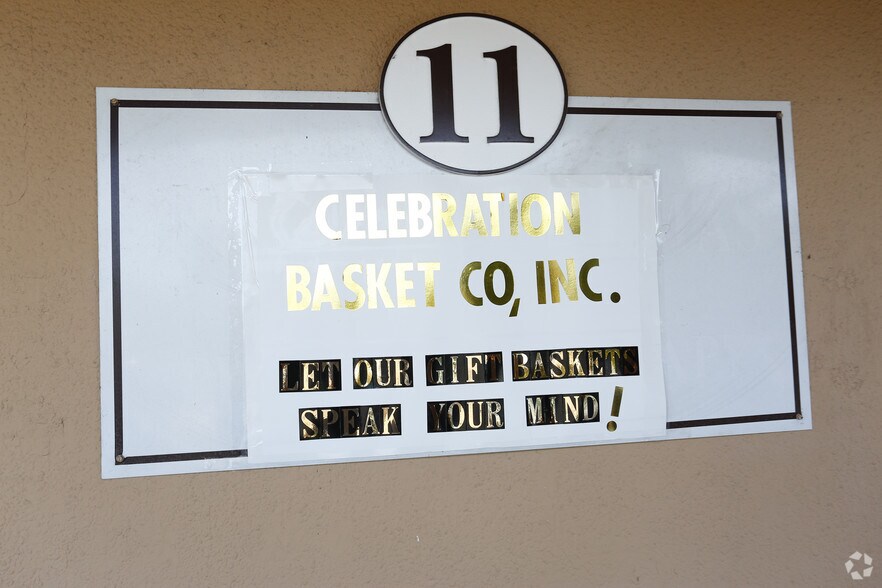 11
CELEBRATION
BASKET CO, INC.
LET OUR GIFT BASKETS
SPEAK YOUR MIND!